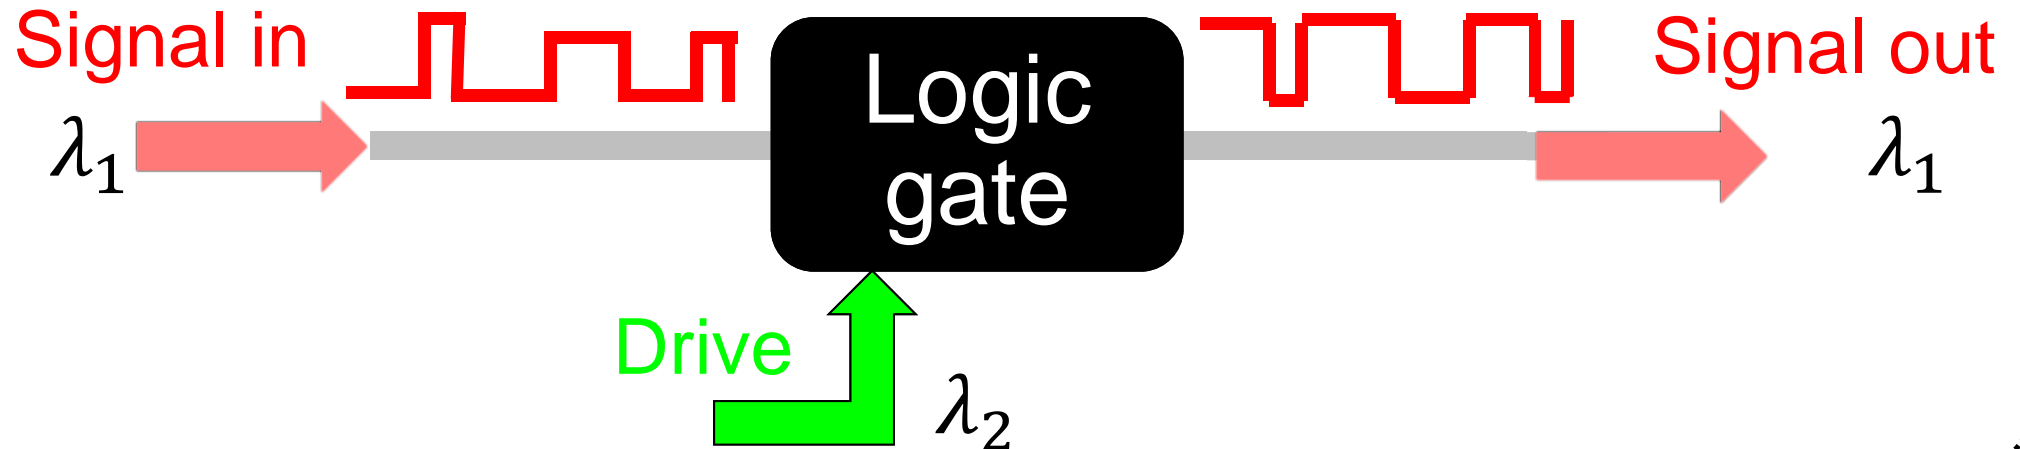 Signal in
λ₁
Logic
gate
Signal out
λ₁
Drive
λ₂